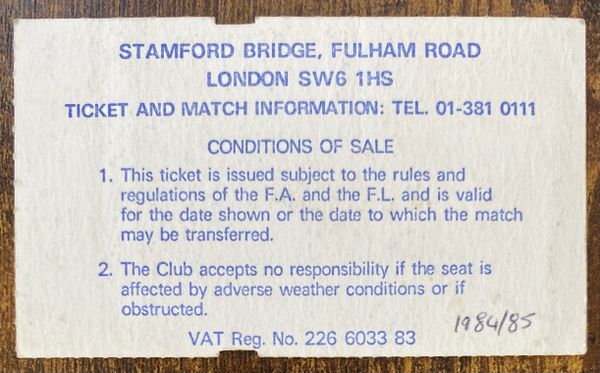 STAMFORD BRIDGE, FULHAM ROAD
LONDON SW6 1HS
TICKET AND MATCH INFORMATION: TEL. 01-381 0111
CONDITIONS OF SALE
1. This ticket is issued subject to the rules and
regulations of the F.A. and the F.L. and is valid
for the date shown or the date to which the match
may be transferred.
2. The Club accepts no responsibility if the seat is
affected by adverse weather conditions or if
obstructed.
1984/85
VAT Reg. No. 226 6033 83